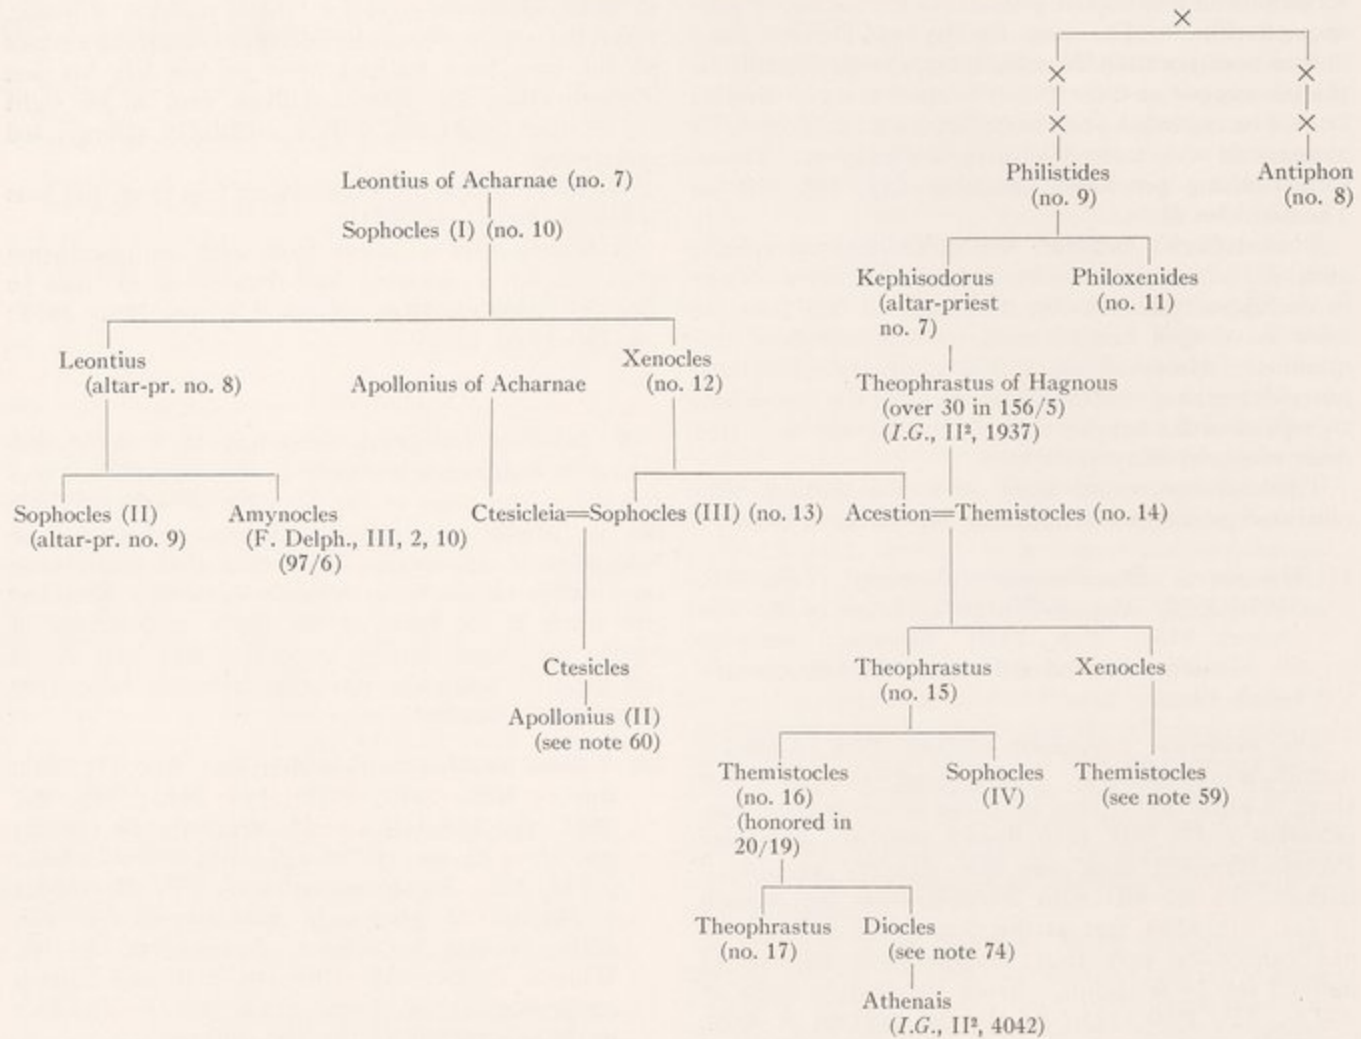 ×
× ×
× ×
Philistides Antiphon
(no. 9) (no. 8)
Leontius of Acharnae (no. 7)
Sophocles (I) (no. 10)
Kephisodorus Philoxenides
(altar-priest (no. 11)
no. 7)
Leontius Xenocles
(altar-pr. no. 8) Apollonius of Acharnae (no. 12)
Theophrastus of Hagnous
(over 30 in 156/5)
(I.G., II², 1937)
Sophocles (II) Amynocles Ctesicleia=Sophocles (III) (no. 13) Acestion=Themistocles (no. 14)
(altar-pr. no. 9) (F. Delph., III, 2, 10)
(97/6)
Ctesicles Theophrastus Xenocles
(no. 15)
Apollonius (II)
(see note 60)
Themistocles Sophocles Themistocles
(no. 16) (IV) (see note 59)
(honored in
20/19)
Theophrastus Diocles
(no. 17) (see note 74)
Athenais
(I.G., II², 4042)